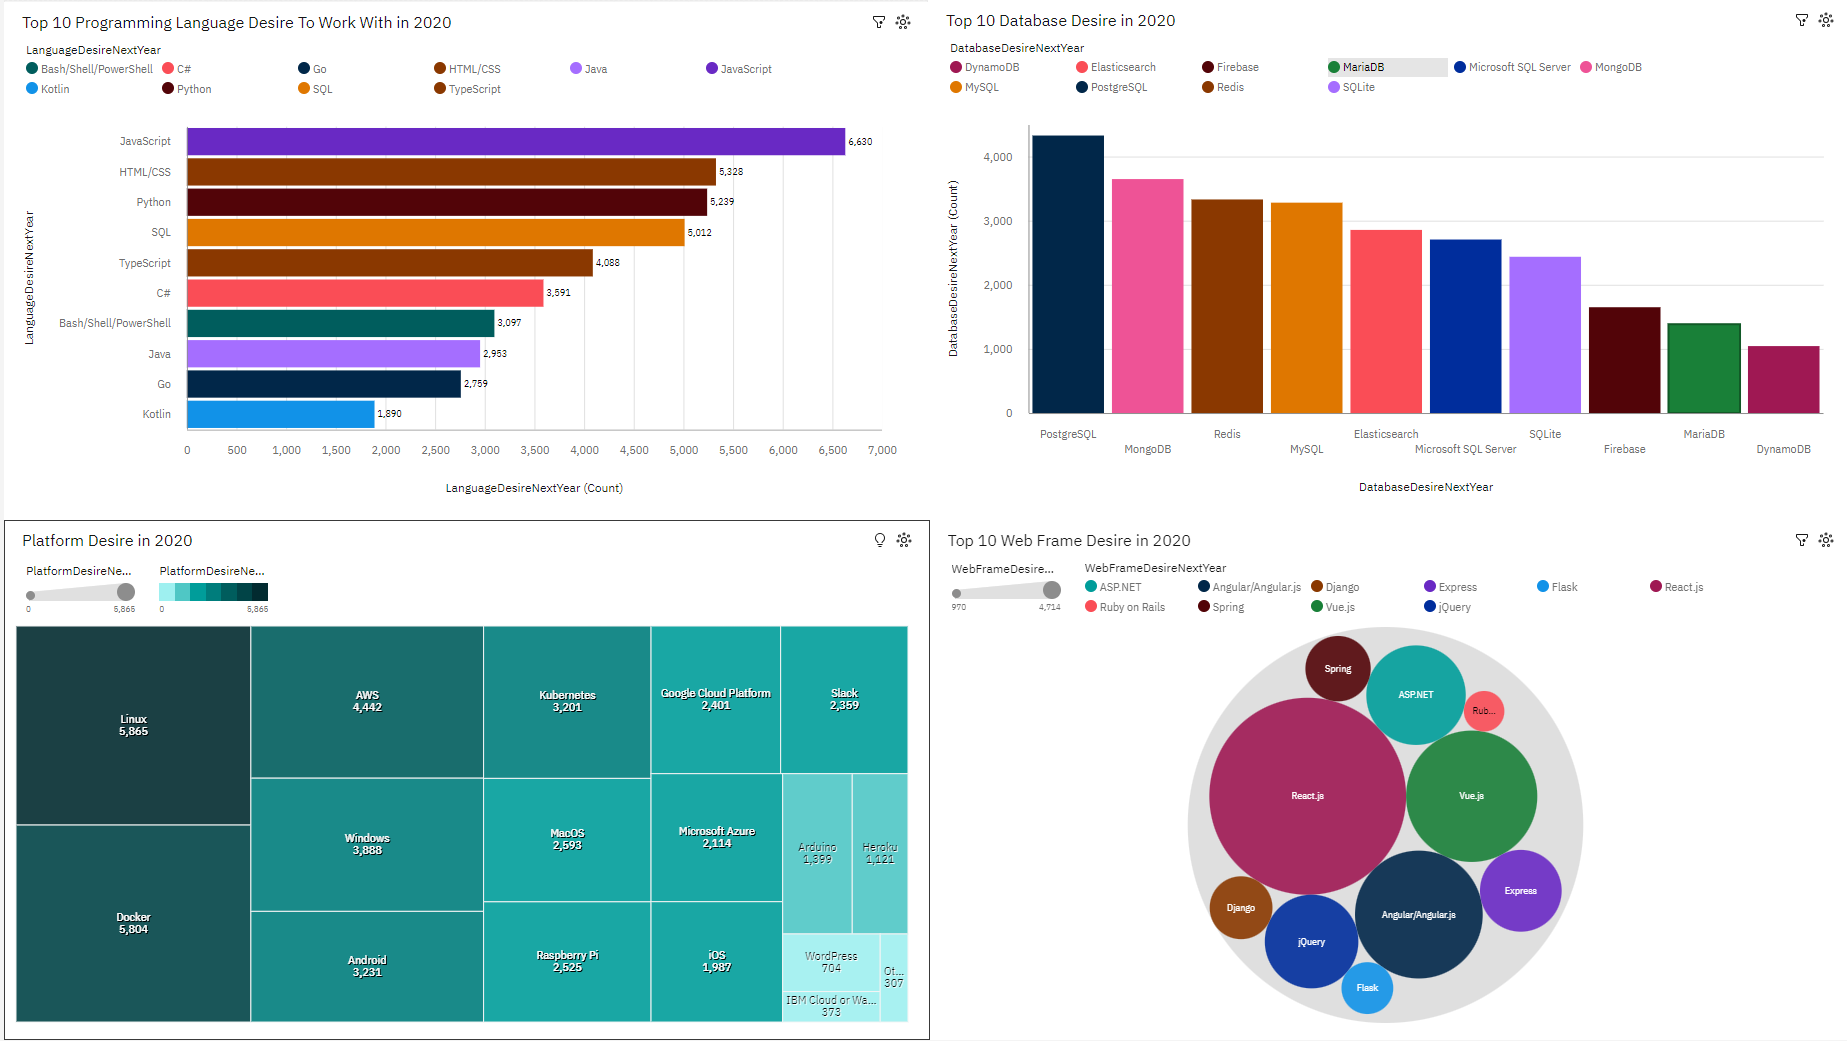 Top 10 Programming Language Desire To Work With in 2020
LanguageDesireNextYear
Bash/Shell/PowerShell C# Go HTML/CSS Java JavaScript
Kotlin Python SQL TypeScript
LanguageDesireNextYear
JavaScript 6,630
HTML/CSS 5,328
Python 5,239
SQL 5,012
TypeScript 4,088
C# 3,591
Bash/Shell/PowerShell 3,097
Java 2,953
Go 2,759
Kotlin 1,890
0 500 1,000 1,500 2,000 2,500 3,000 3,500 4,000 4,500 5,000 5,500 6,000 6,500 7,000
LanguageDesireNextYear (Count)
Top 10 Database Desire in 2020
DatabaseDesireNextYear
DynamoDB Elasticsearch Firebase MariaDB Microsoft SQL Server MongoDB
MySQL PostgreSQL Redis SQLite
DatabaseDesireNextYear (Count)
4,000
3,000
2,000
1,000
0
PostgreSQL Redis Elasticsearch SQLite MariaDB
MongoDB MySQL Microsoft SQL Server Firebase DynamoDB
DatabaseDesireNextYear
Platform Desire in 2020
PlatformDesireNe... PlatformDesireNe...
0 5,865 0 5,865
Linux
5,865
Docker
5,804
AWS
4,442
Windows
3,888
Android
3,231
Kubernetes
3,201
MacOS
2,593
Raspberry Pi
2,525
Google Cloud Platform
2,401
Slack
2,359
Microsoft Azure
2,114
iOS
1,987
Arduino
1,399
Heroku
1,121
WordPress
704
IBM Cloud or Wa...
373
Ot...
307
Top 10 Web Frame Desire in 2020
WebFrameDesire... WebFrameDesireNextYear
970 4,714
ASP.NET Angular/Angular.js Django Express Flask React.js
Ruby on Rails Spring Vue.js jQuery
Spring
ASP.NET
Rub...
React.js
Vue.js
Express
Django
Angular/Angular.js
jQuery
Flask